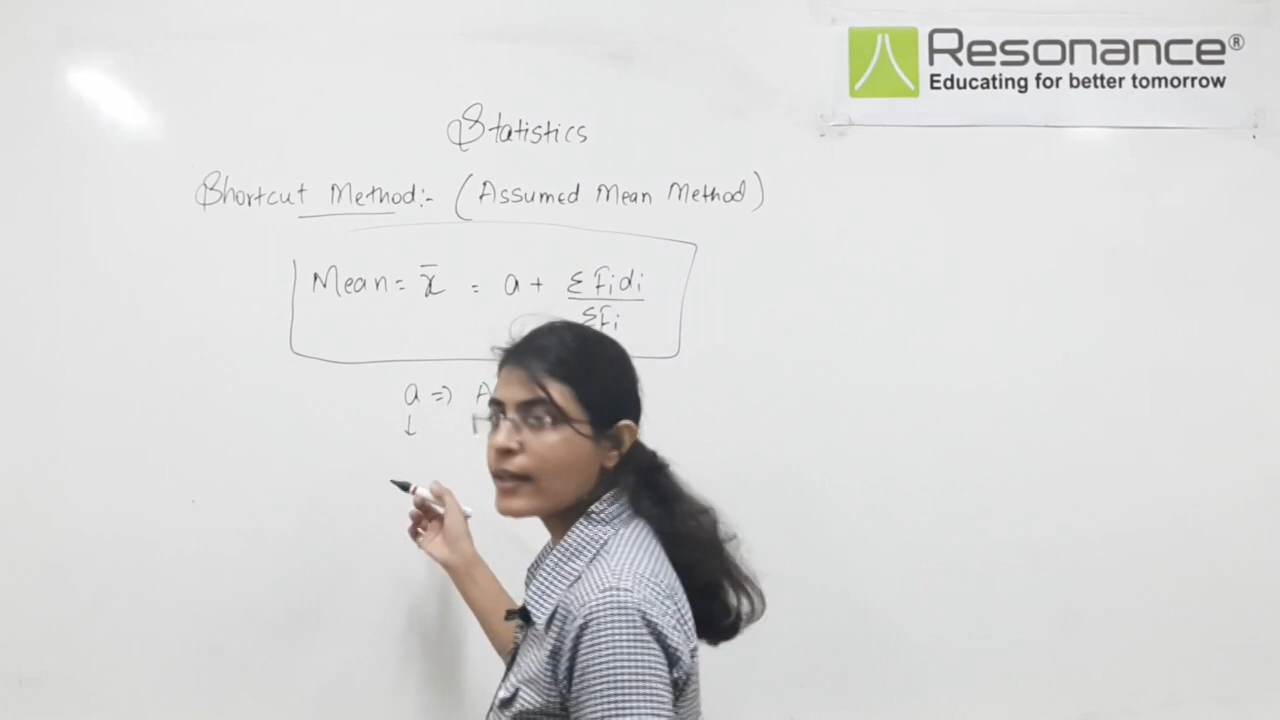 Resonance®
Educating for better tomorrow
Statistics
Shortcut Method:- (Assumed Mean Method)
Mean = x̄ = a + Σfidi / Σfi
a => A
↓